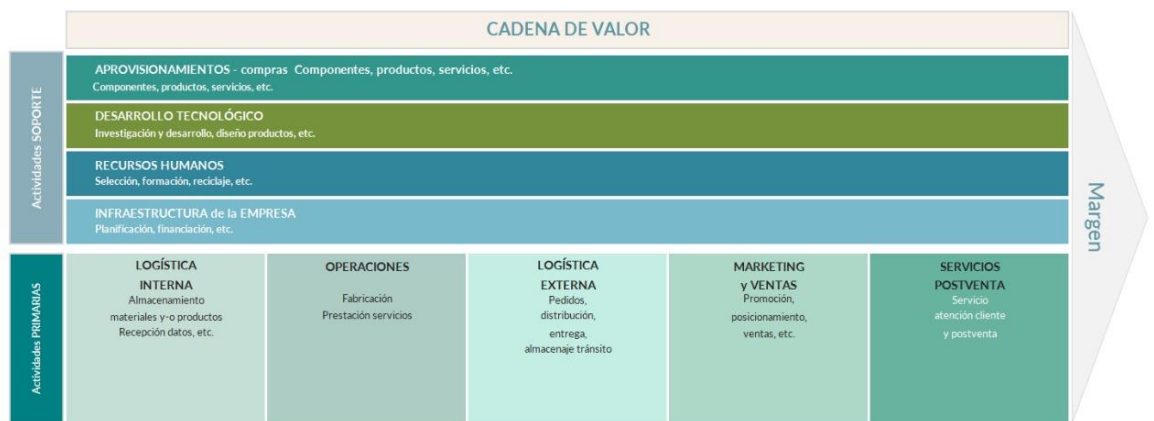 CADENA DE VALOR
Actividades SOPORTE
APROVISIONAMIENTOS - compras Componentes, productos, servicios, etc.
Componentes, productos, servicios, etc.
DESARROLLO TECNOLÓGICO
Investigación y desarrollo, diseño productos, etc.
RECURSOS HUMANOS
Selección, formación, reciclaje, etc.
INFRAESTRUCTURA de la EMPRESA
Planificación, financiación, etc.
Margen
Actividades PRIMARIAS
LOGÍSTICA
INTERNA
Almacenamiento
materiales y-o productos
Recepción datos, etc.
OPERACIONES
Fabricación
Prestación servicios
LOGÍSTICA
EXTERNA
Pedidos,
distribución,
entrega,
almacenaje tránsito
MARKETING
y VENTAS
Promoción,
posicionamiento,
ventas, etc.
SERVICIOS
POSTVENTA
Servicio
atención cliente
y postventa